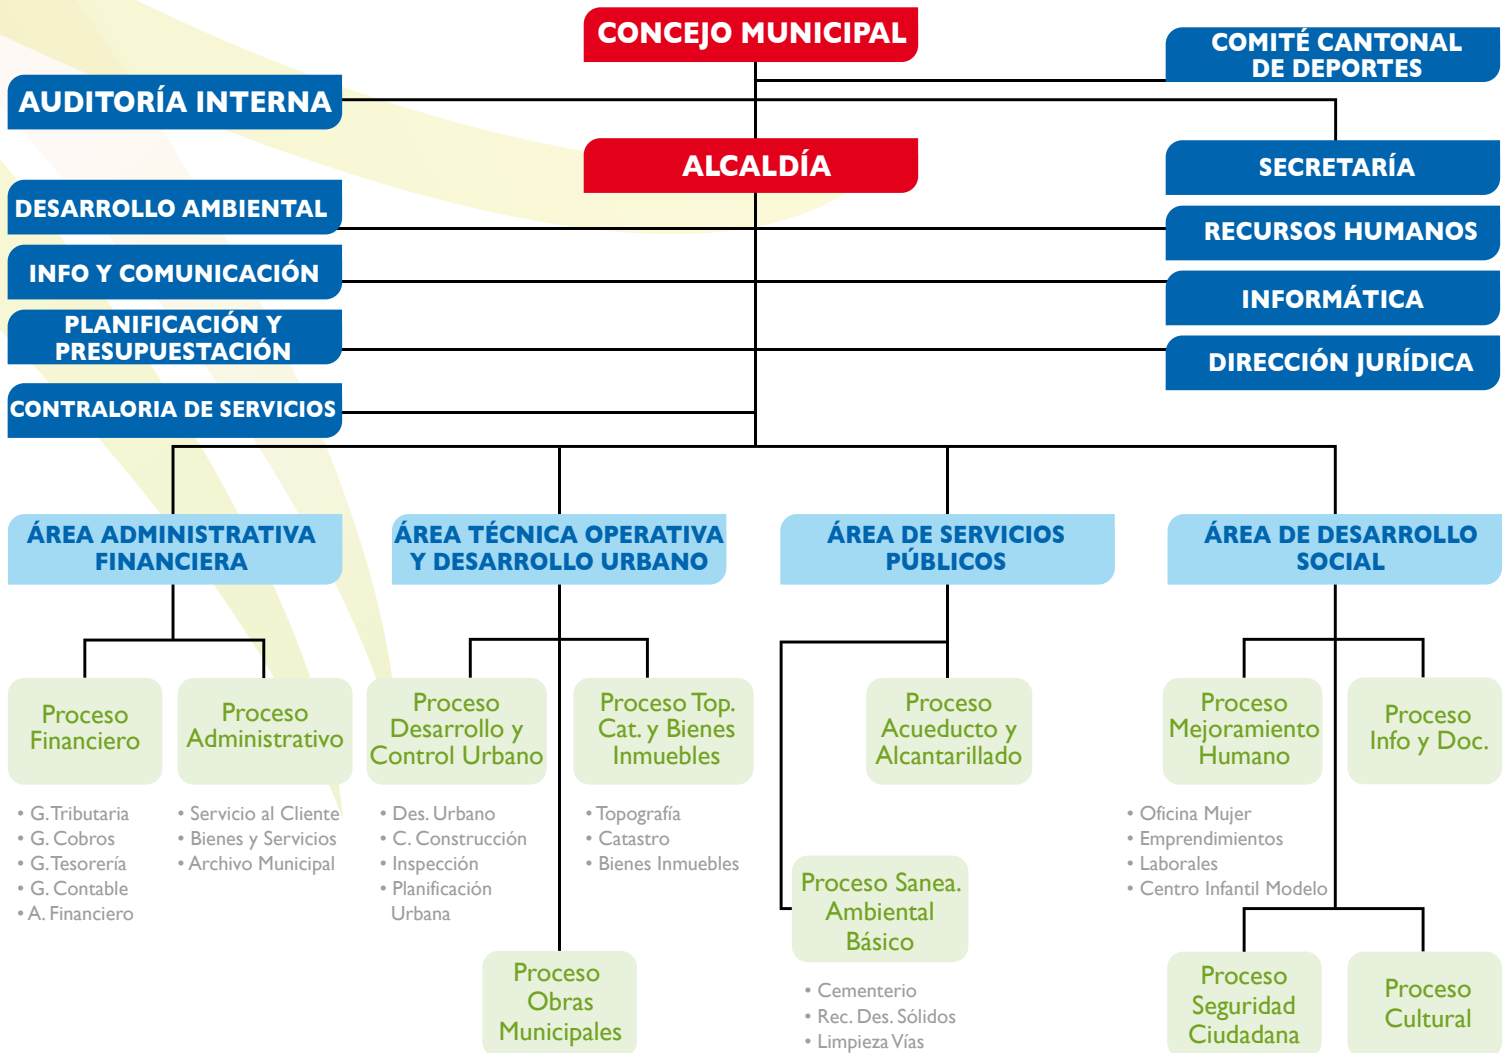 CONCEJO MUNICIPAL
COMITÉ CANTONAL
DE DEPORTES
AUDITORÍA INTERNA
ALCALDÍA
SECRETARÍA
DESARROLLO AMBIENTAL
RECURSOS HUMANOS
INFO Y COMUNICACIÓN
INFORMÁTICA
PLANIFICACIÓN Y
PRESUPUESTACIÓN
DIRECCIÓN JURÍDICA
CONTRALORIA DE SERVICIOS
ÁREA ADMINISTRATIVA
FINANCIERA
ÁREA TÉCNICA OPERATIVA
Y DESARROLLO URBANO
ÁREA DE SERVICIOS
PÚBLICOS
ÁREA DE DESARROLLO
SOCIAL
Proceso
Financiero
Proceso
Administrativo
Proceso
Desarrollo y
Control Urbano
Proceso Top.
Cat. y Bienes
Inmuebles
Proceso
Acueducto y
Alcantarillado
Proceso
Mejoramiento
Humano
Proceso
Info y Doc.
• G. Tributaria
• G. Cobros
• G. Tesorería
• G. Contable
• A. Financiero
• Servicio al Cliente
• Bienes y Servicios
• Archivo Municipal
• Des. Urbano
• C. Construcción
• Inspección
• Planificación
Urbana
• Topografía
• Catastro
• Bienes Inmuebles
• Oficina Mujer
• Emprendimientos
• Laborales
• Centro Infantil Modelo
Proceso Sanea.
Ambiental
Básico
Proceso
Obras
Municipales
• Cementerio
• Rec. Des. Sólidos
• Limpieza Vías
Proceso
Seguridad
Ciudadana
Proceso
Cultural